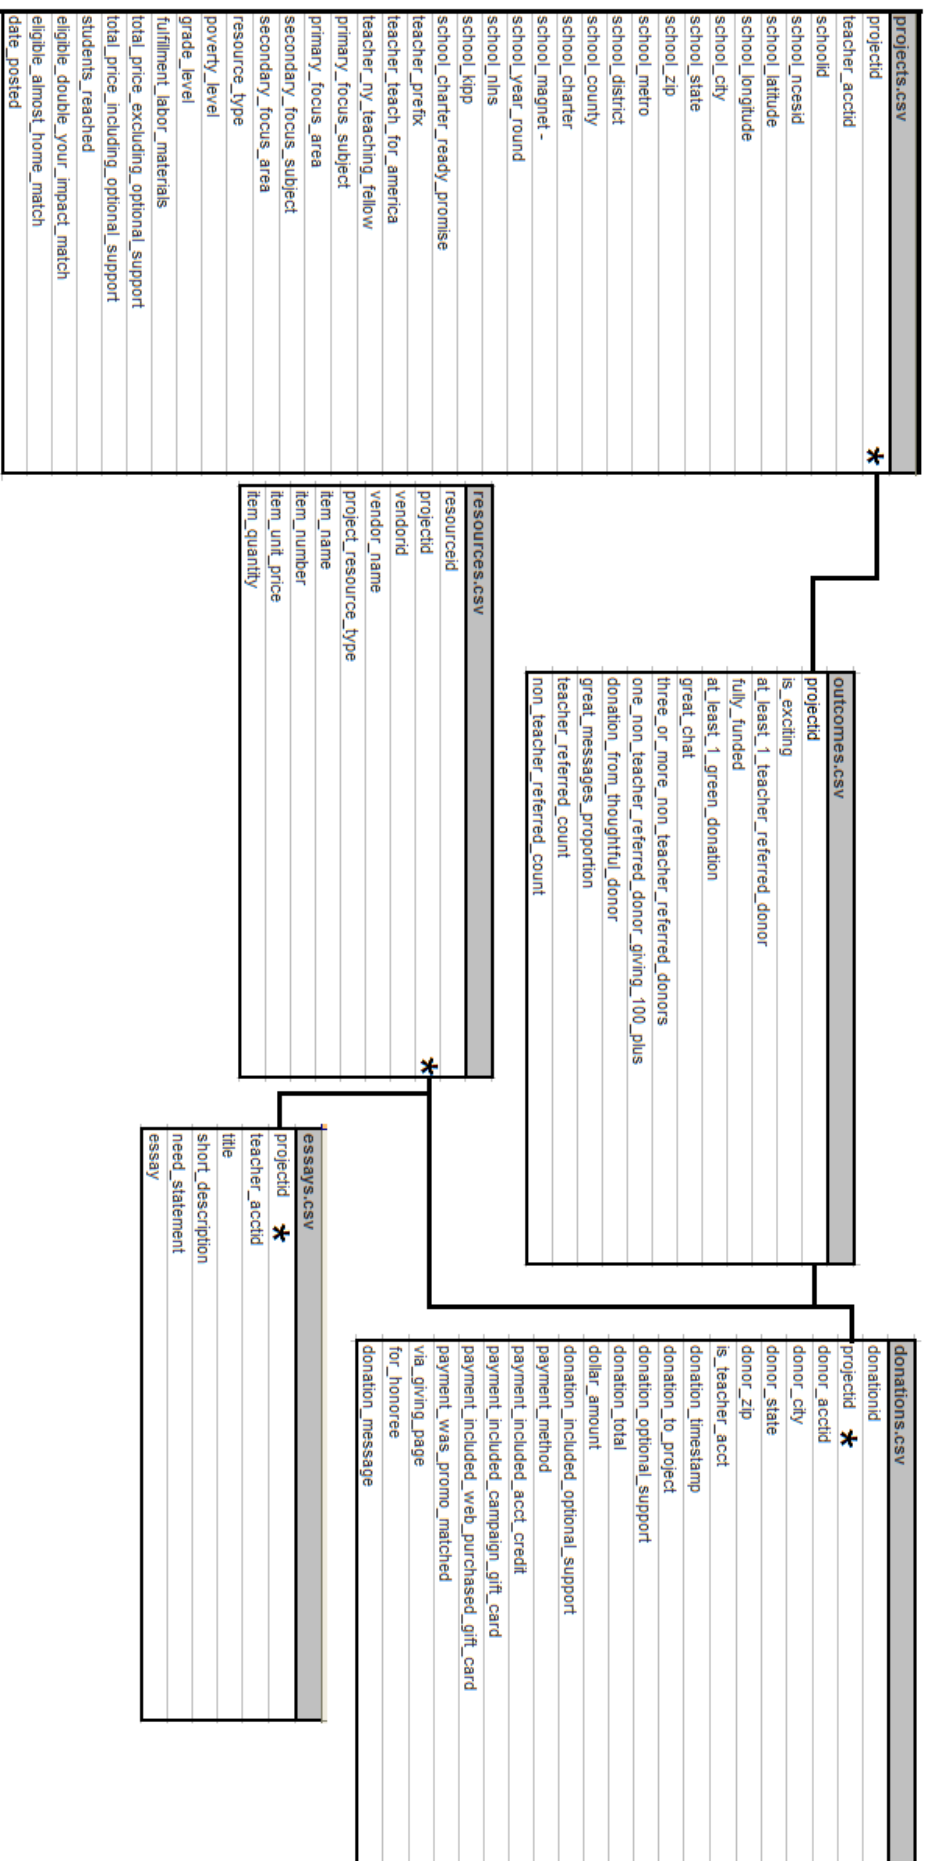 projects.csv
projectid *
teacher_acctid
schoolid
school_ncesid
school_latitude
school_longitude
school_city
school_state
school_zip
school_metro
school_district
school_county
school_charter
school_magnet -
school_year_round
school_nlns
school_kipp
school_charter_ready_promise
teacher_prefix
teacher_teach_for_america
teacher_ny_teaching_fellow
primary_focus_subject
primary_focus_area
secondary_focus_subject
secondary_focus_area
resource_type
poverty_level
grade_level
fulfillment_labor_materials
total_price_excluding_optional_support
total_price_including_optional_support
students_reached
eligible_double_your_impact_match
eligible_almost_home_match
date_posted
outcomes.csv
projectid
is_exciting
at_least_1_teacher_referred_donor
fully_funded
at_least_1_green_donation
great_chat
three_or_more_non_teacher_referred_donors
one_non_teacher_referred_donor_giving_100_plus
donation_from_thoughtful_donor
great_messages_proportion
teacher_referred_count
non_teacher_referred_count
resources.csv
resourceid
projectid *
vendorid
vendor_name
project_resource_type
item_name
item_number
item_unit_price
item_quantity
donations.csv
donationid
projectid *
donor_acctid
donor_city
donor_state
donor_zip
is_teacher_acct
donation_timestamp
donation_to_project
donation_optional_support
donation_total
dollar_amount
donation_included_optional_support
payment_method
payment_included_acct_credit
payment_included_campaign_gift_card
payment_included_web_purchased_gift_card
payment_was_promo_matched
via_giving_page
for_honoree
donation_message
essays.csv
projectid *
teacher_acctid
title
short_description
need_statement
essay